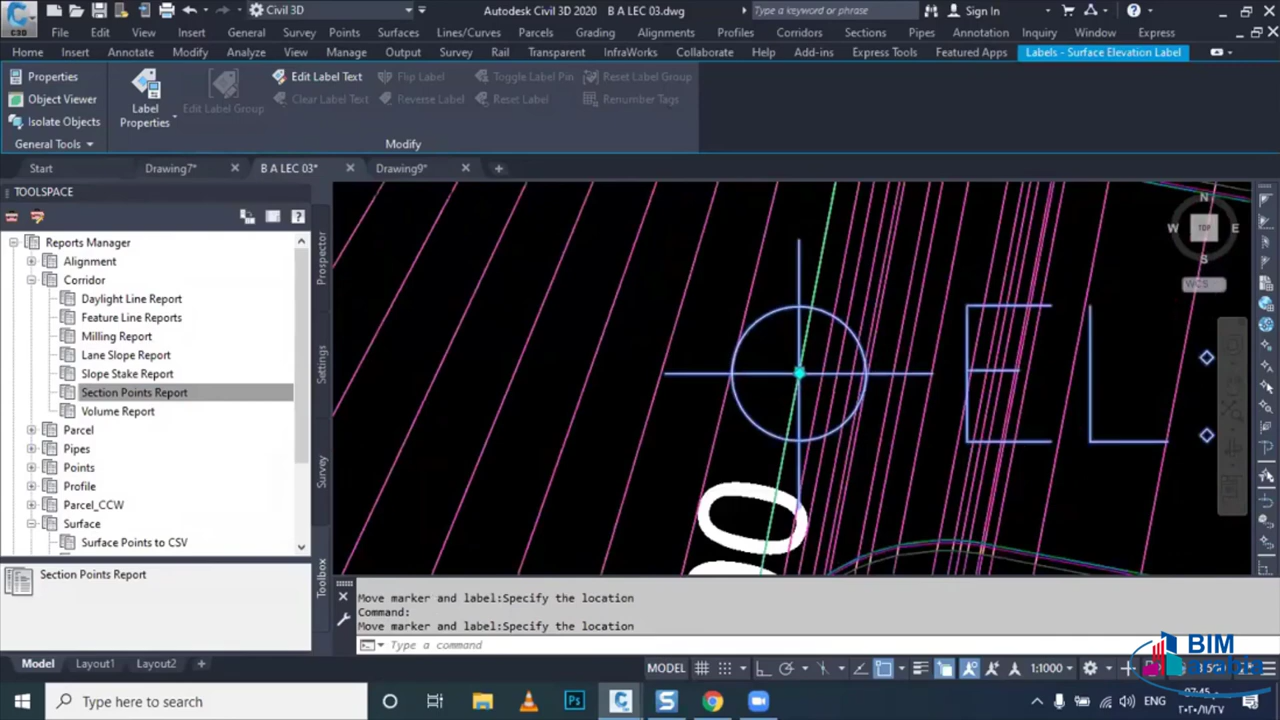 Civil 3D
Autodesk Civil 3D 2020
B A LEC 03.dwg
Type a keyword or phrase
Sign In
C3D
File Edit View Insert General Survey Points Surfaces Lines/Curves Parcels Grading Alignments Profiles Corridors Sections Pipes Annotation Inquiry Window Express
Home Insert Annotate Modify Analyze View Manage Output Survey Rail Transparent InfraWorks Collaborate Help Add-ins Express Tools Featured Apps Labels - Surface Elevation Label
Properties
Object Viewer
Isolate Objects
General Tools
Label Properties
Edit Label Group
Edit Label Text
Clear Label Text
Flip Label
Reverse Label
Toggle Label Pin
Reset Label
Reset Label Group
Renumber Tags
Modify
Start
Drawing7*
B A LEC 03*
Drawing9*
TOOLSPACE
Reports Manager
Alignment
Corridor
Daylight Line Report
Feature Line Reports
Milling Report
Lane Slope Report
Slope Stake Report
Section Points Report
Volume Report
Parcel
Pipes
Points
Profile
Parcel_CCW
Surface
Surface Points to CSV
Section Points Report
Prospector
Settings
Survey
Toolbox
N
W TOP E
S
WCS
EL
0
Move marker and label:Specify the location
Command:
Move marker and label:Specify the location
Type a command
Model Layout1 Layout2
MODEL
1:1000
BIM
arabia
Type here to search
ENG